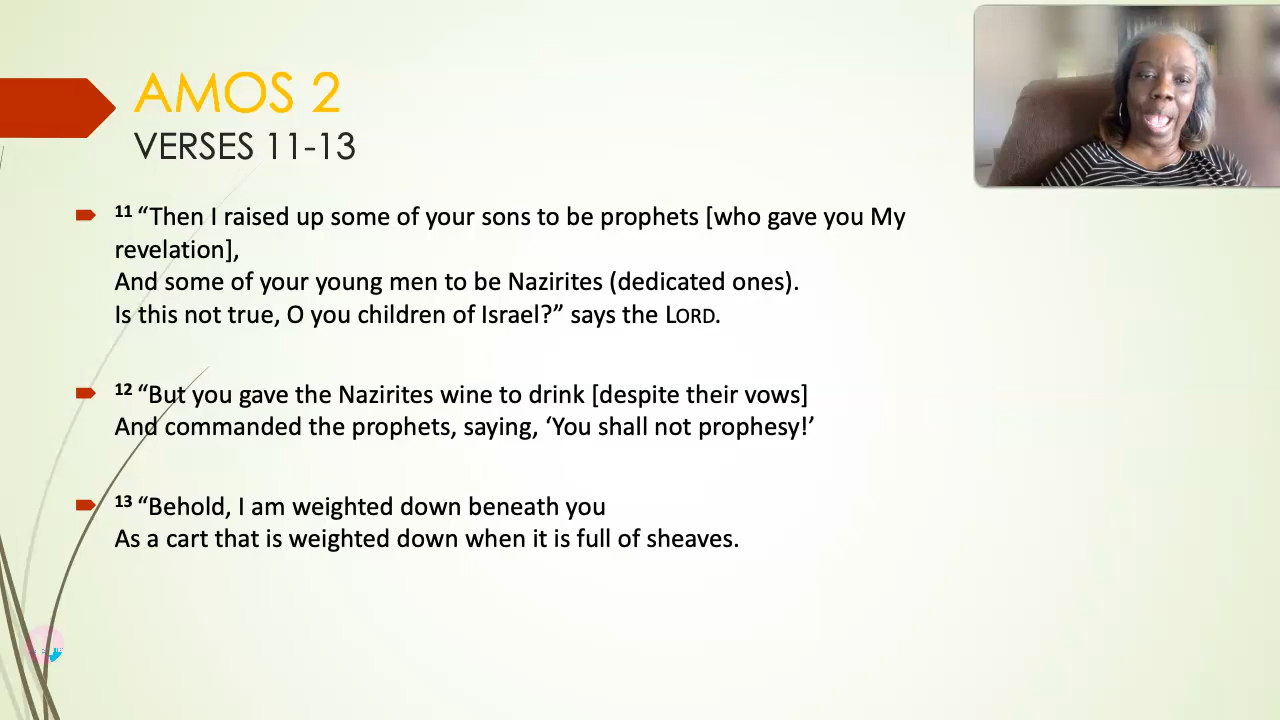 AMOS 2
VERSES 11-13
11 “Then I raised up some of your sons to be prophets [who gave you My
revelation],
And some of your young men to be Nazirites (dedicated ones).
Is this not true, O you children of Israel?” says the LORD.
12 “But you gave the Nazirites wine to drink [despite their vows]
And commanded the prophets, saying, ‘You shall not prophesy!’
13 “Behold, I am weighted down beneath you
As a cart that is weighted down when it is full of sheaves.